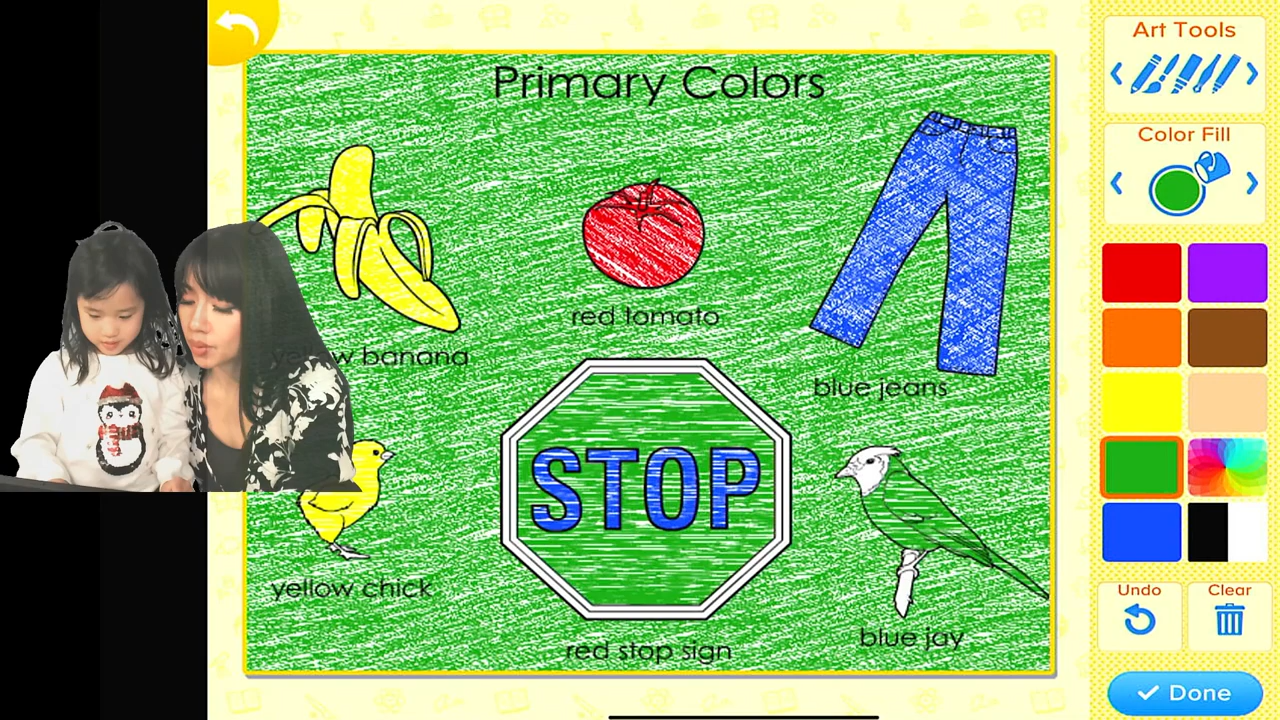 Primary Colors
yellow banana
red tomato
blue jeans
STOP
yellow chick
red stop sign
blue jay
Art Tools
Color Fill
Undo
Clear
Done